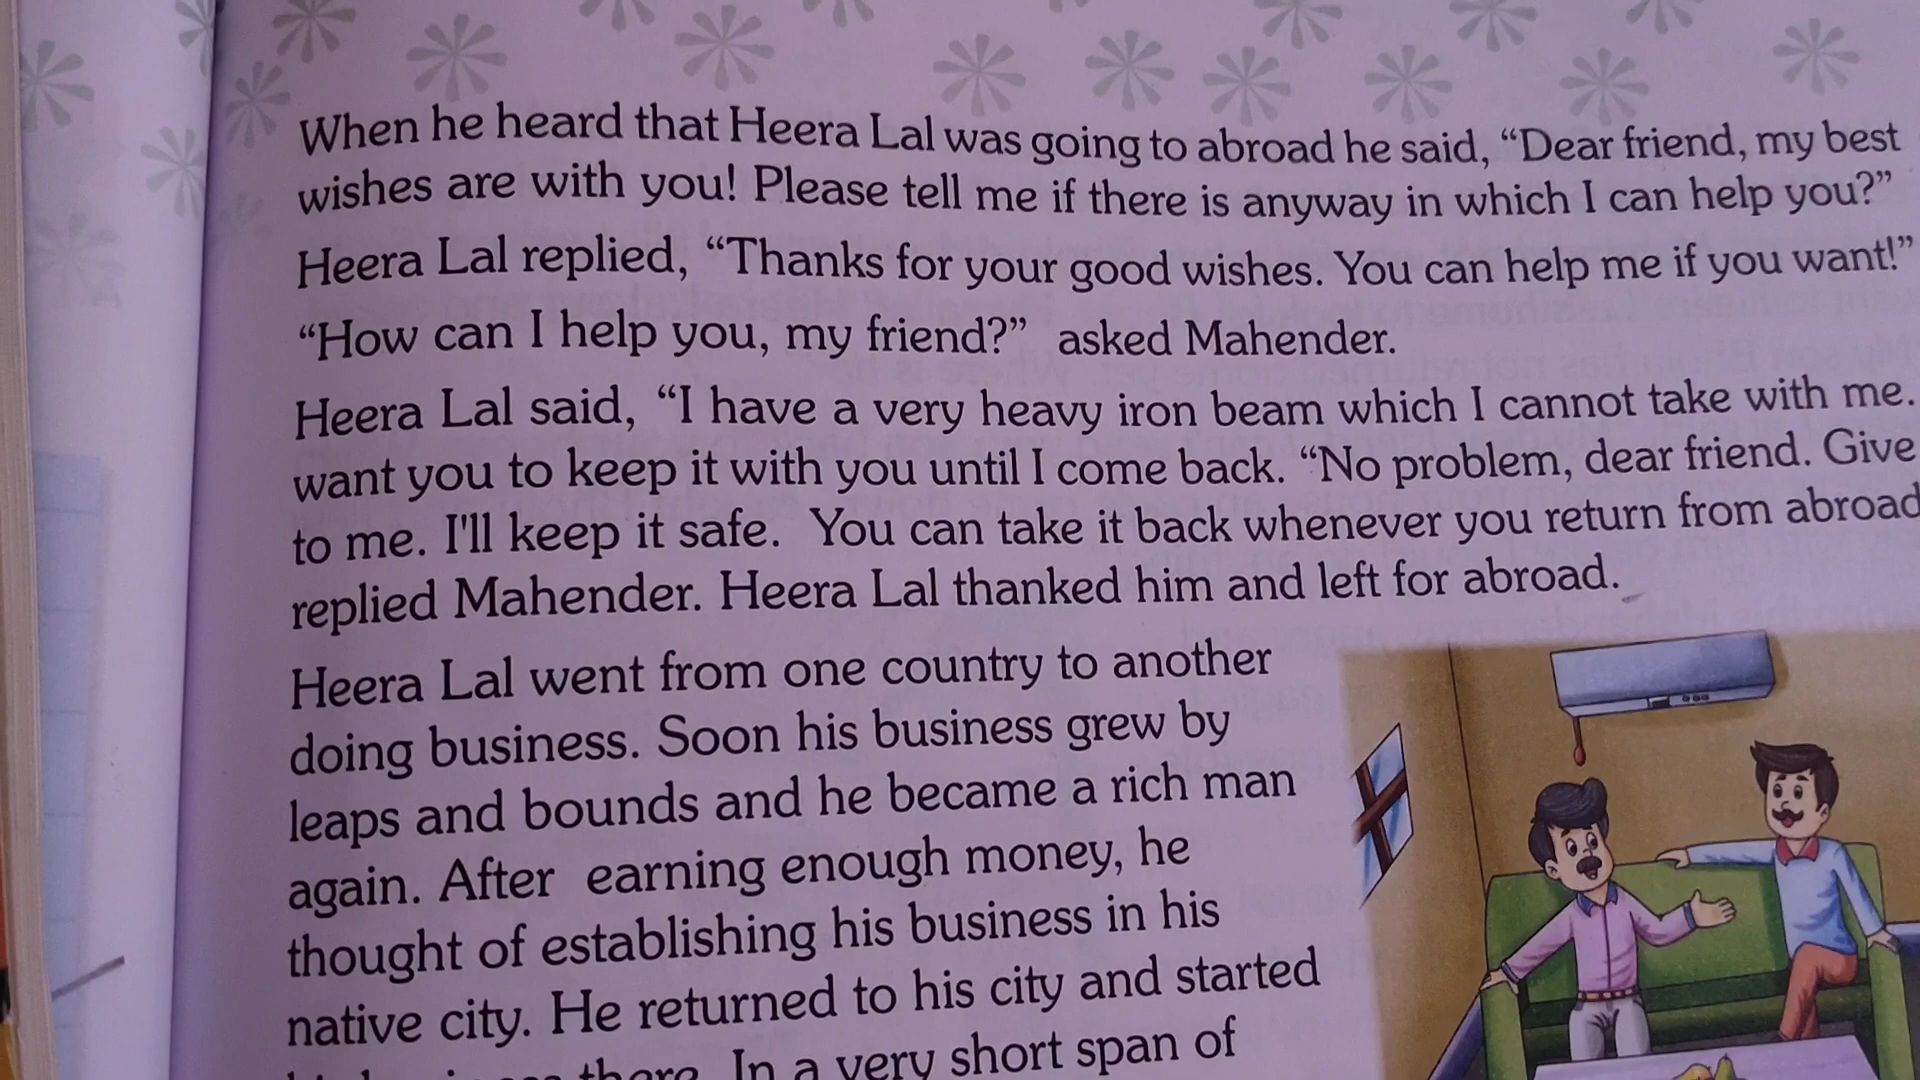 When he heard that Heera Lal was going to abroad he said, “Dear friend, my best
wishes are with you! Please tell me if there is anyway in which I can help you?”
Heera Lal replied, “Thanks for your good wishes. You can help me if you want!”
“How can I help you, my friend?” asked Mahender.
Heera Lal said, “I have a very heavy iron beam which I cannot take with me.
want you to keep it with you until I come back. “No problem, dear friend. Give
to me. I'll keep it safe. You can take it back whenever you return from abroad
replied Mahender. Heera Lal thanked him and left for abroad.
Heera Lal went from one country to another
doing business. Soon his business grew by
leaps and bounds and he became a rich man
again. After earning enough money, he
thought of establishing his business in his
native city. He returned to his city and started
there. In a very short span of